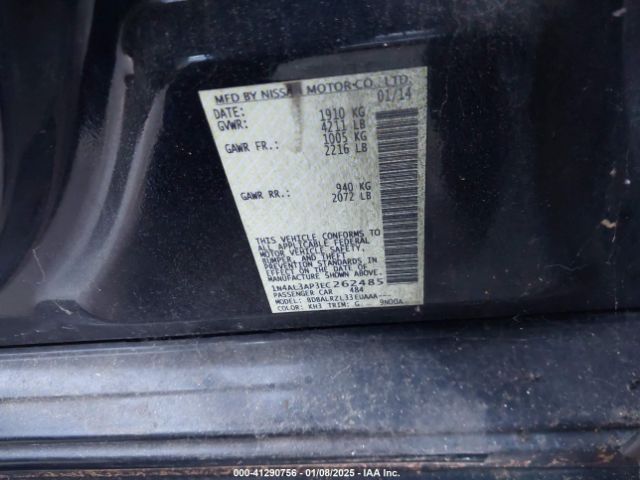 MFD BY NISSAN MOTOR CO., LTD.
DATE: 01/14
GVWR: 1910 KG
4211 LB
GAWR FR.: 1005 KG
2216 LB
GAWR RR.: 940 KG
2072 LB
THIS VEHICLE CONFORMS TO
ALL APPLICABLE FEDERAL
MOTOR VEHICLE SAFETY,
BUMPER, AND THEFT
PREVENTION STANDARDS IN
EFFECT ON THE DATE OF
MANUFACTURE SHOWN ABOVE.
1N4AL3AP3EC262485
PASSENGER CAR 484
MODEL: BDBALRZL33EUAAA---
COLOR: KH3 TRIM: G
000-41290756 — 01/08/2025 — IAA Inc.